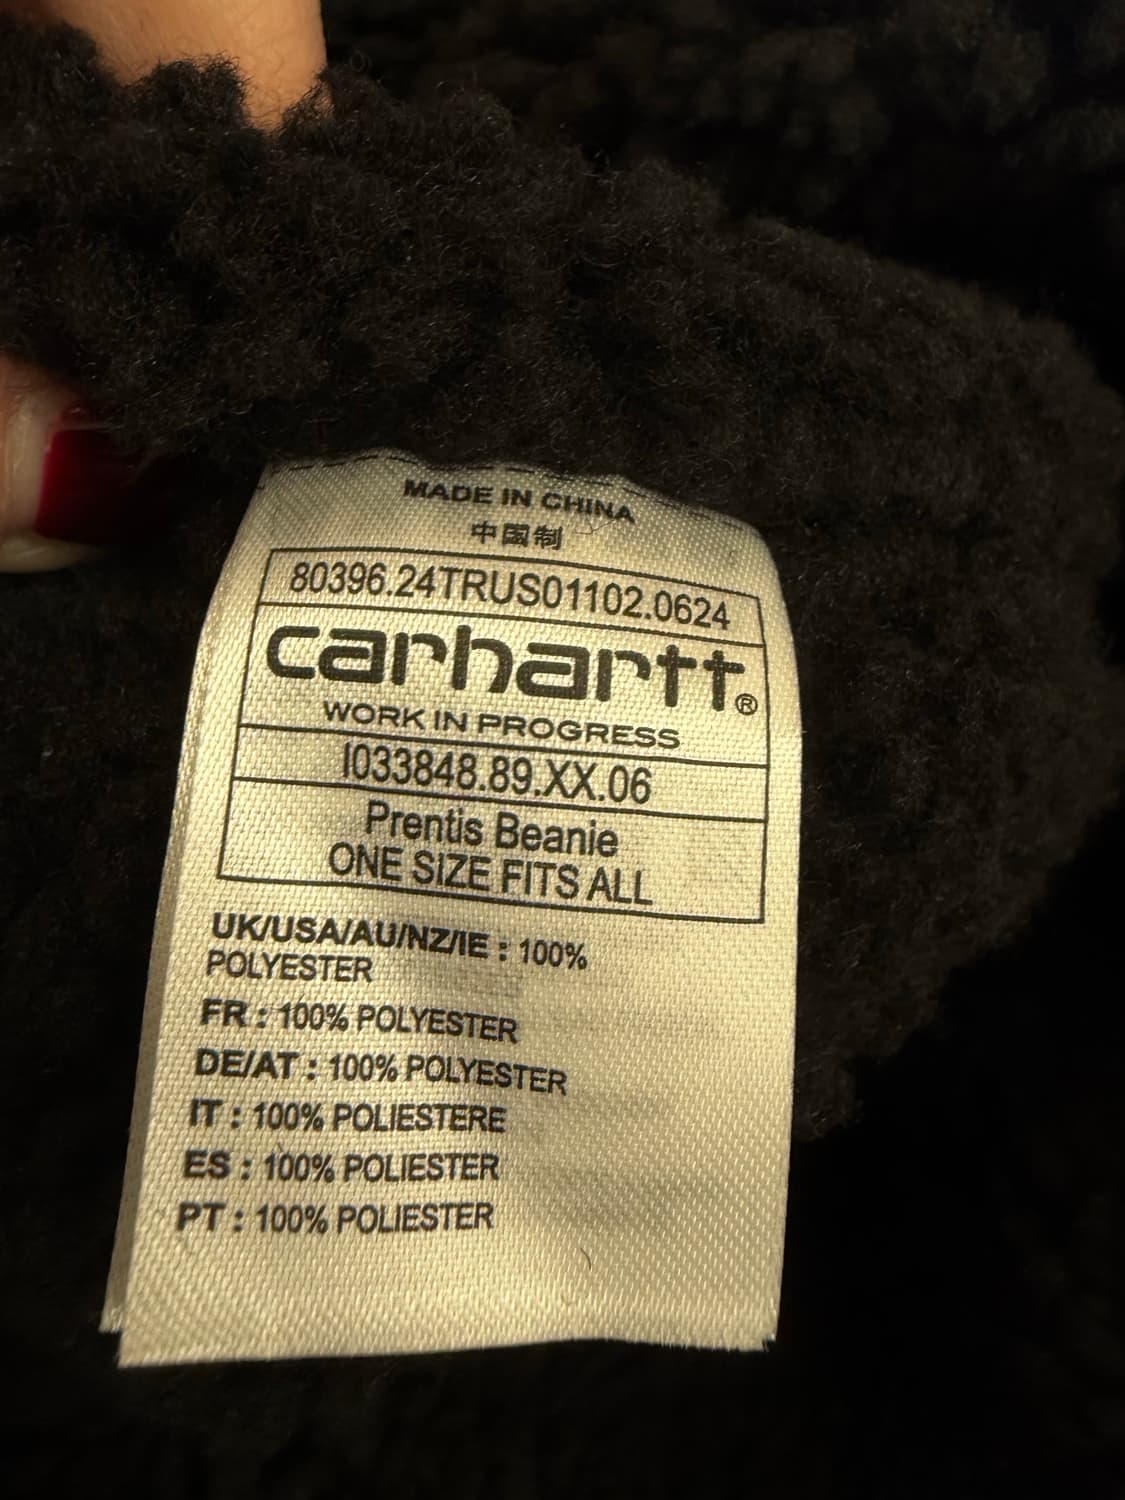 MADE IN CHINA
中国制
80396.24TRUS01102.0624
carhartt®
WORK IN PROGRESS
I033848.89.XX.06
Prentis Beanie
ONE SIZE FITS ALL
UK/USA/AU/NZ/IE : 100%
POLYESTER
FR : 100% POLYESTER
DE/AT : 100% POLYESTER
IT : 100% POLIESTERE
ES : 100% POLIESTER
PT : 100% POLIESTER